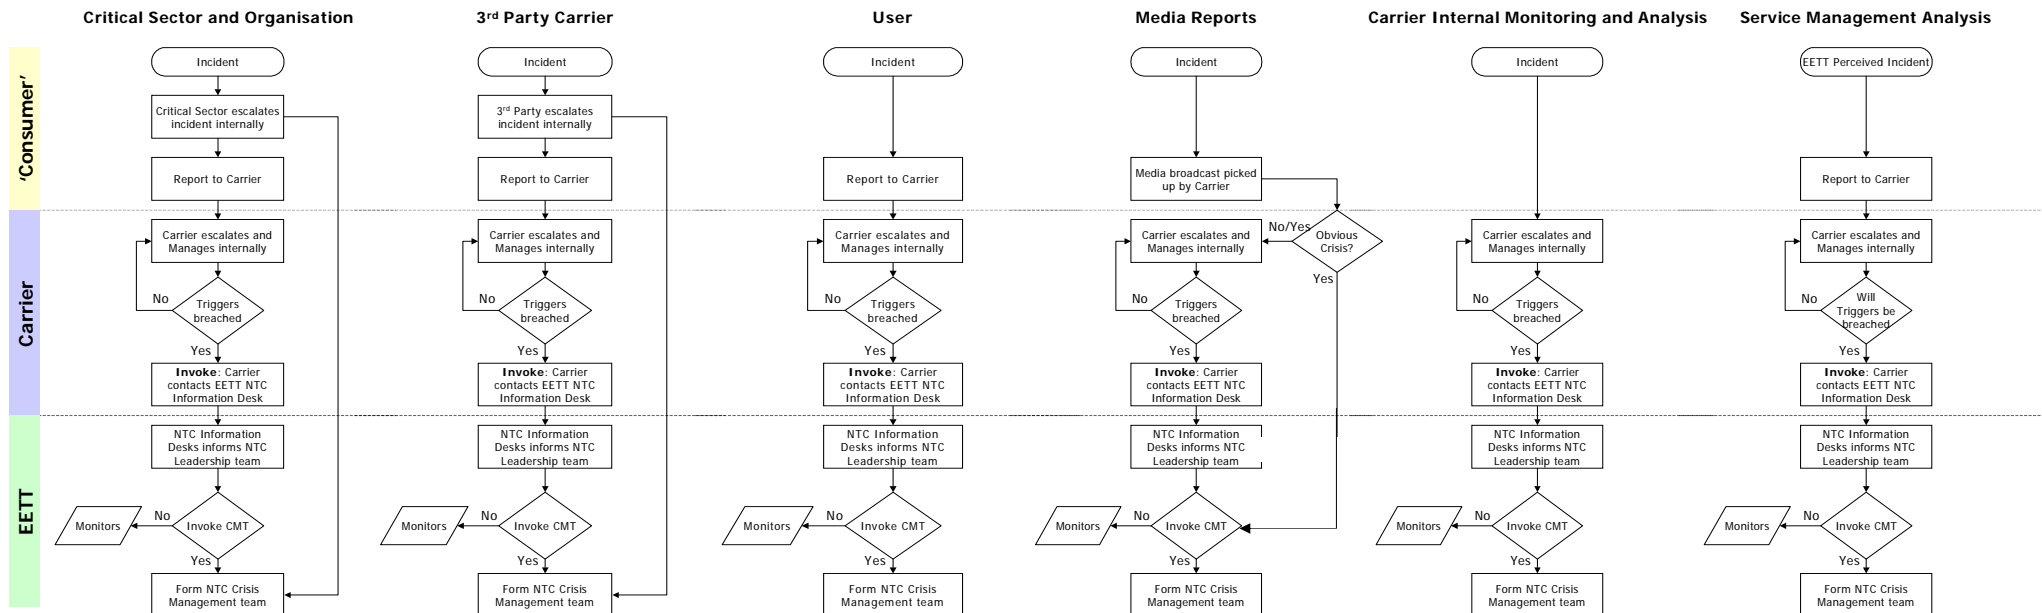 Critical Sector and Organisation
3rd Party Carrier
User
Media Reports
Carrier Internal Monitoring and Analysis
Service Management Analysis
'Consumer'
Carrier
EETT
Incident
Critical Sector escalates
incident internally
Report to Carrier
Carrier escalates and
Manages internally
No
Triggers
breached
Yes
Invoke: Carrier
contacts EETT NTC
Information Desk
NTC Information
Desks informs NTC
Leadership team
Monitors
No
Invoke CMT
Yes
Form NTC Crisis
Management team
Incident
3rd Party escalates
incident internally
Report to Carrier
Carrier escalates and
Manages internally
No
Triggers
breached
Yes
Invoke: Carrier
contacts EETT NTC
Information Desk
NTC Information
Desks informs NTC
Leadership team
Monitors
No
Invoke CMT
Yes
Form NTC Crisis
Management team
Incident
Report to Carrier
Carrier escalates and
Manages internally
No
Triggers
breached
Yes
Invoke: Carrier
contacts EETT NTC
Information Desk
NTC Information
Desks informs NTC
Leadership team
Monitors
No
Invoke CMT
Yes
Form NTC Crisis
Management team
Incident
Media broadcast picked
up by Carrier
No/Yes
Obvious
Crisis?
Yes
Carrier escalates and
Manages internally
No
Triggers
breached
Yes
Invoke: Carrier
contacts EETT NTC
Information Desk
NTC Information
Desks informs NTC
Leadership team
Monitors
No
Invoke CMT
Yes
Form NTC Crisis
Management team
Incident
Carrier escalates and
Manages internally
No
Triggers
breached
Yes
Invoke: Carrier
contacts EETT NTC
Information Desk
NTC Information
Desks informs NTC
Leadership team
Monitors
No
Invoke CMT
Yes
Form NTC Crisis
Management team
EETT Perceived Incident
Report to Carrier
Carrier escalates and
Manages internally
No
Will
Triggers be
breached
Yes
Invoke: Carrier
contacts EETT NTC
Information Desk
NTC Information
Desks informs NTC
Leadership team
Monitors
No
Invoke CMT
Yes
Form NTC Crisis
Management team